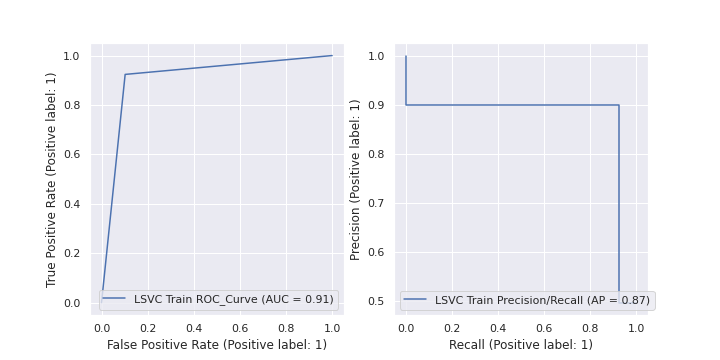 True Positive Rate (Positive label: 1)
1.0
0.8
0.6
0.4
0.2
0.0
LSVC Train ROC_Curve (AUC = 0.91)
0.0 0.2 0.4 0.6 0.8 1.0
False Positive Rate (Positive label: 1)
Precision (Positive label: 1)
1.0
0.9
0.8
0.7
0.6
0.5
LSVC Train Precision/Recall (AP = 0.87)
0.0 0.2 0.4 0.6 0.8 1.0
Recall (Positive label: 1)